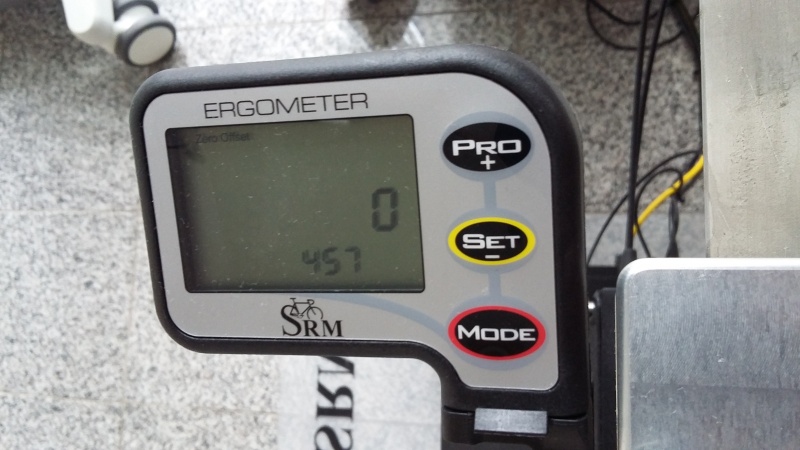 ERGOMETER
Zero Offset
0
457
PRO
+
SET
-
MODE
SRM
SRM